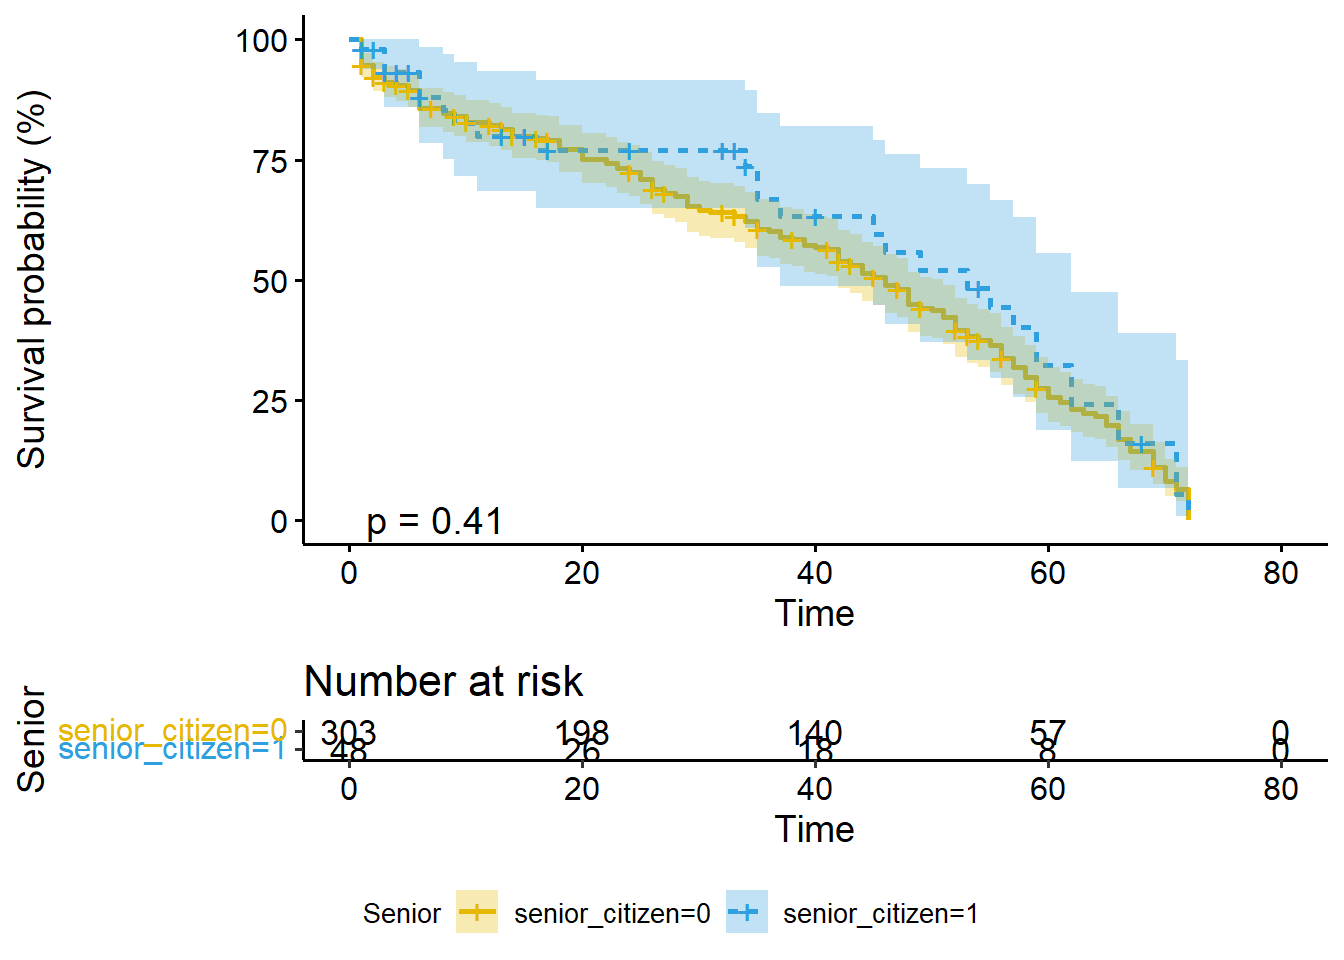 Survival probability (%)
100
75
50
25
0
p = 0.41
0 20 40 60 80
Time
Number at risk
Senior
senior_citizen=0 303 198 140 57 0
senior_citizen=1 48 26 18 8 0
0 20 40 60 80
Time
Senior senior_citizen=0 senior_citizen=1